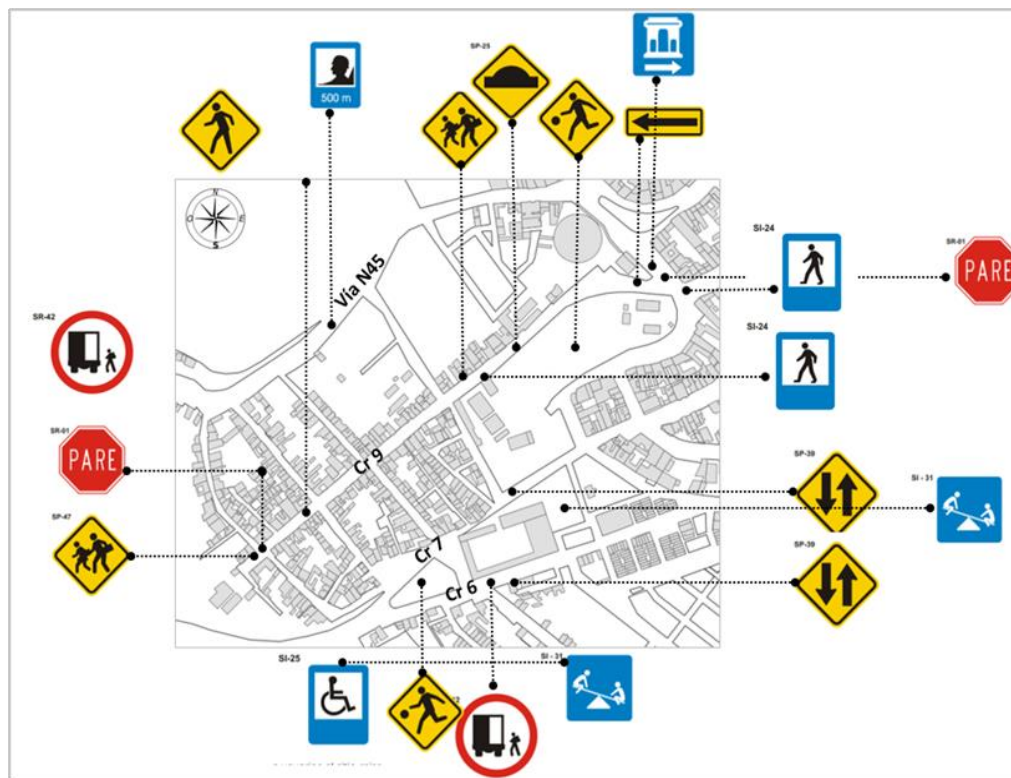 SP-25
500 m
N
O
E
S
Vía N45
SI-24
SR-01
PARE
SR-42
SI-24
SR-01
PARE
Cr 9
SP-39
SI - 31
SP-47
Cr 7
SP-39
Cr 6
SI-25
SI - 31